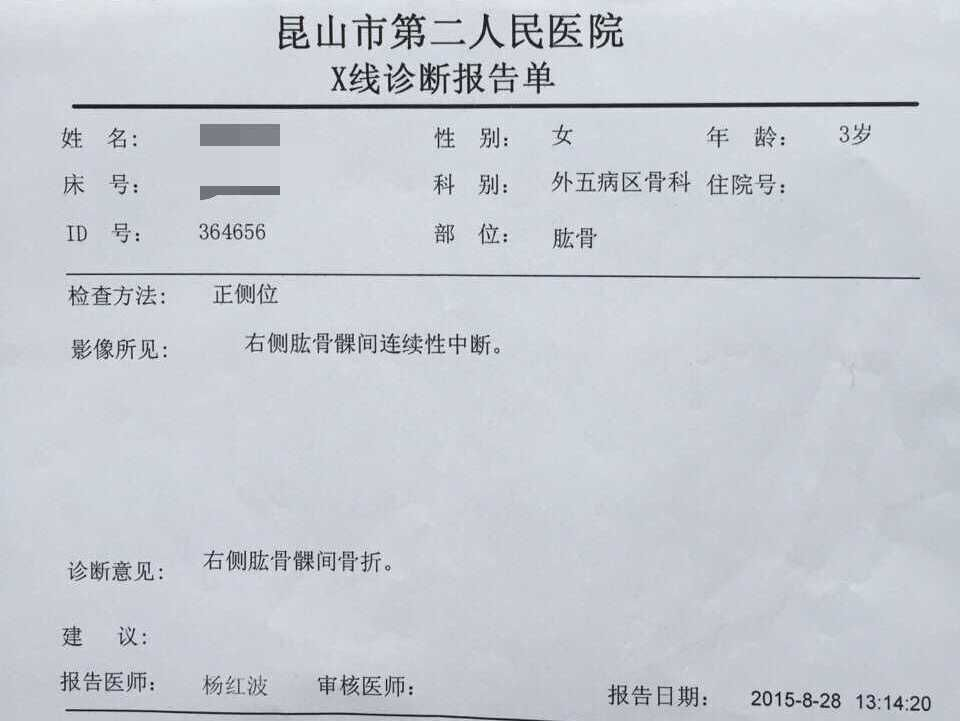 昆山市第二人民医院
X线诊断报告单
姓 名: 性 别: 女 年 龄: 3岁
床 号: 科 别: 外五病区骨科 住院号:
ID 号: 364656 部 位: 肱骨
检查方法: 正侧位
影像所见: 右侧肱骨髁间连续性中断。
诊断意见: 右侧肱骨髁间骨折。
建 议:
报告医师: 杨红波 审核医师: 报告日期: 2015-8-28 13:14:20